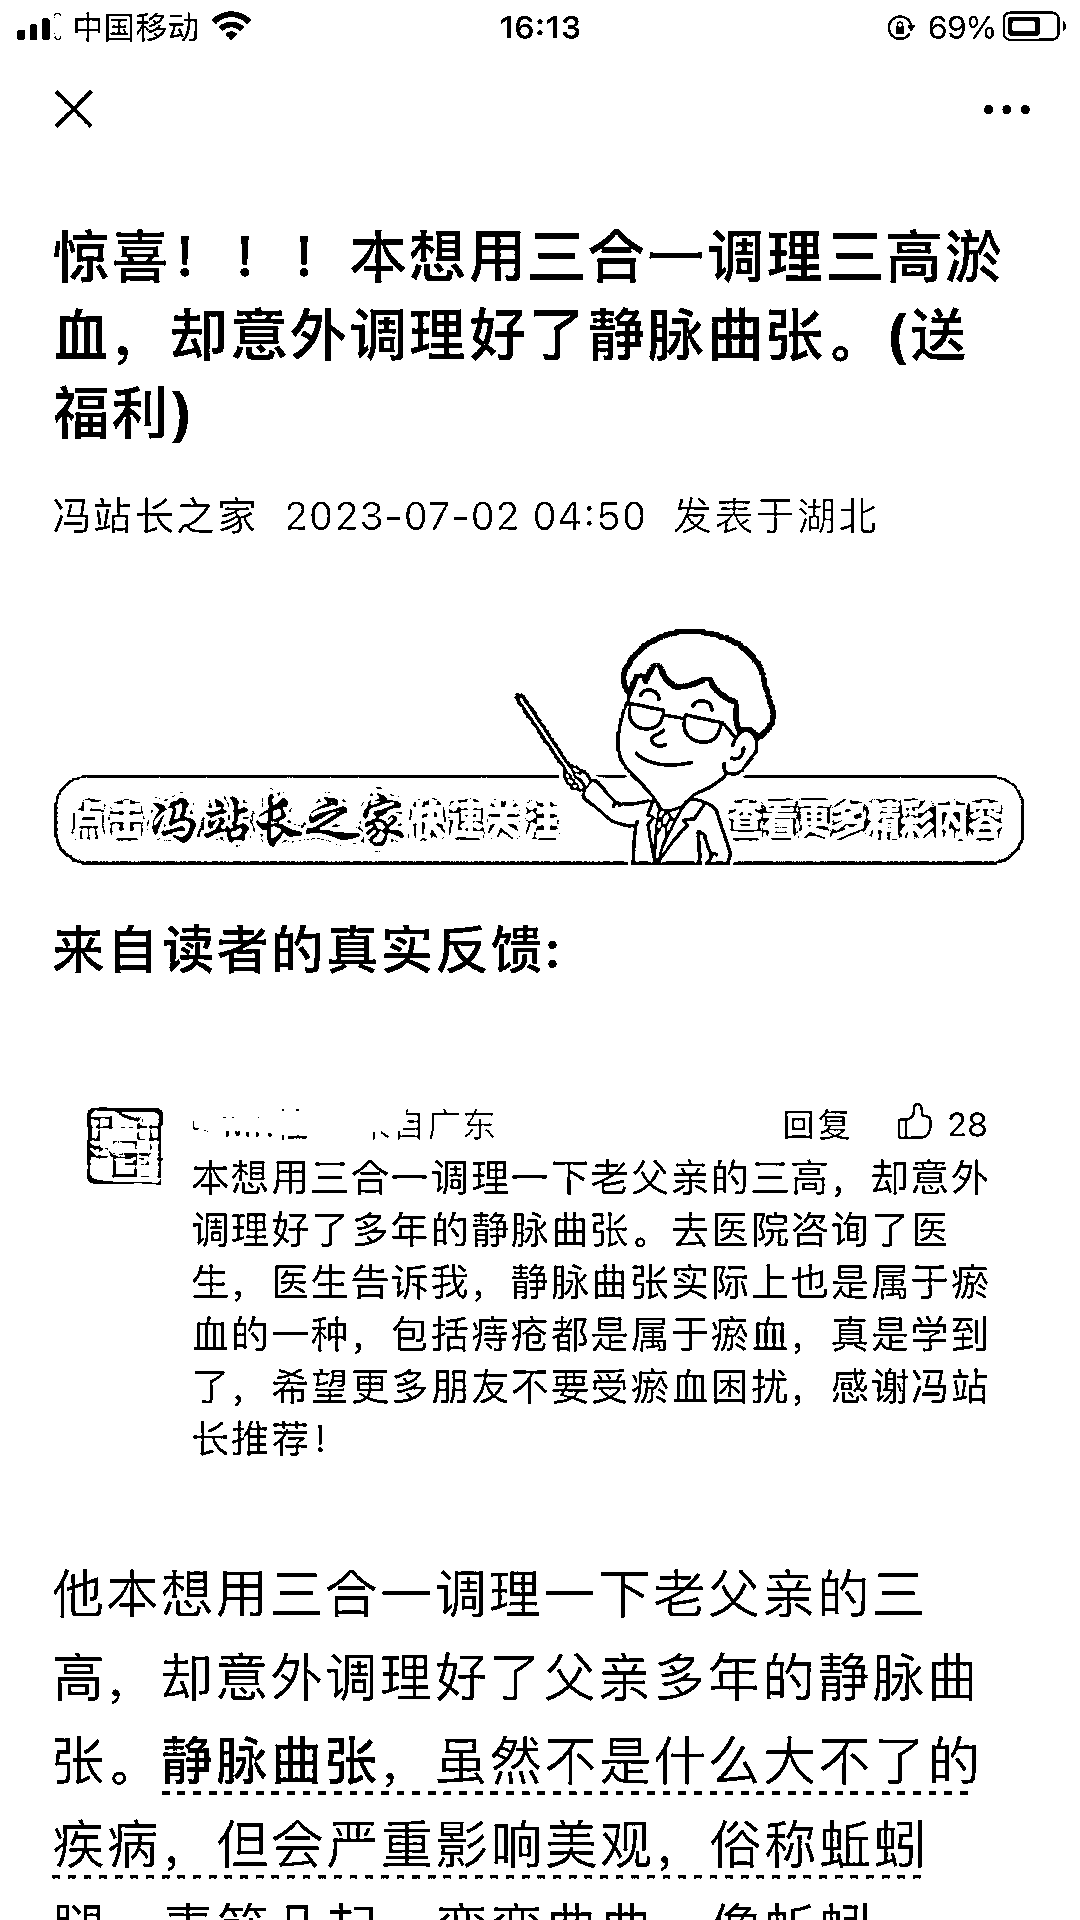 中国移动 16:13 69%
惊喜！！！本想用三合一调理三高淤
血，却意外调理好了静脉曲张。(送
福利)
冯站长之家 2023-07-02 04:50 发表于湖北
点击冯站长之家快速关注 查看更多精彩内容
来自读者的真实反馈:
自广东 回复 28
本想用三合一调理一下老父亲的三高，却意外
调理好了多年的静脉曲张。去医院咨询了医
生，医生告诉我，静脉曲张实际上也是属于瘀
血的一种，包括痔疮都是属于瘀血，真是学到
了，希望更多朋友不要受瘀血困扰，感谢冯站
长推荐！
他本想用三合一调理一下老父亲的三
高，却意外调理好了父亲多年的静脉曲
张。静脉曲张，虽然不是什么大不了的
疾病，但会严重影响美观，俗称蚯蚓